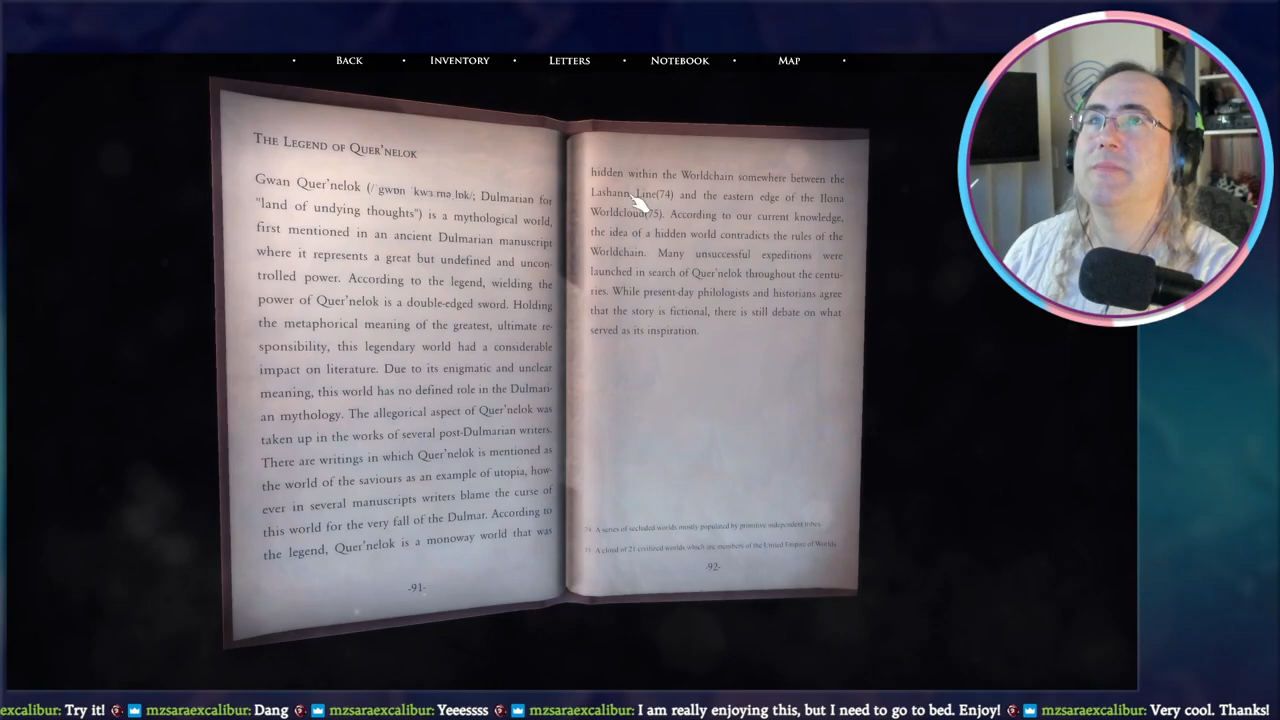 BACK
INVENTORY
LETTERS
NOTEBOOK
MAP
THE LEGEND OF QUER'NELOK
Gwan Quer'nelok (/ˈgwɒn ˈkwɜːrnəˌlɒk/; Dulmarian for
"land of undying thoughts") is a mythological world,
first mentioned in an ancient Dulmarian manuscript
where it represents a great but undefined and uncon-
trolled power. According to the legend, wielding the
power of Quer'nelok is a double-edged sword. Holding
the metaphorical meaning of the greatest, ultimate re-
sponsibility, this legendary world had a considerable
impact on literature. Due to its enigmatic and unclear
meaning, this world has no defined role in the Dulmari-
an mythology. The allegorical aspect of Quer'nelok was
taken up in the works of several post-Dulmarian writers.
There are writings in which Quer'nelok is mentioned as
the world of the saviours as an example of utopia, how-
ever in several manuscripts writers blame the curse of
this world for the very fall of the Dulmar. According to
the legend, Quer'nelok is a monoway world that was
-91-
hidden within the Worldchain somewhere between the
Lashann Line(74) and the eastern edge of the Ilona
Worldcloud(75). According to our current knowledge,
the idea of a hidden world contradicts the rules of the
Worldchain. Many unsuccessful expeditions were
launched in search of Quer'nelok throughout the centu-
ries. While present-day philologists and historians agree
that the story is fictional, there is still debate on what
served as its inspiration.
74 A series of secluded worlds mostly populated by primitive independent tribes.
75 A cloud of 21 civilized worlds which are members of the United Empire of Worlds.
-92-
excalibur: Try it! mzsaraexcalibur: Dang mzsaraexcalibur: Yeeessss mzsaraexcalibur: I am really enjoying this, but I need to go to bed. Enjoy! mzsaraexcalibur: Very cool. Thanks!